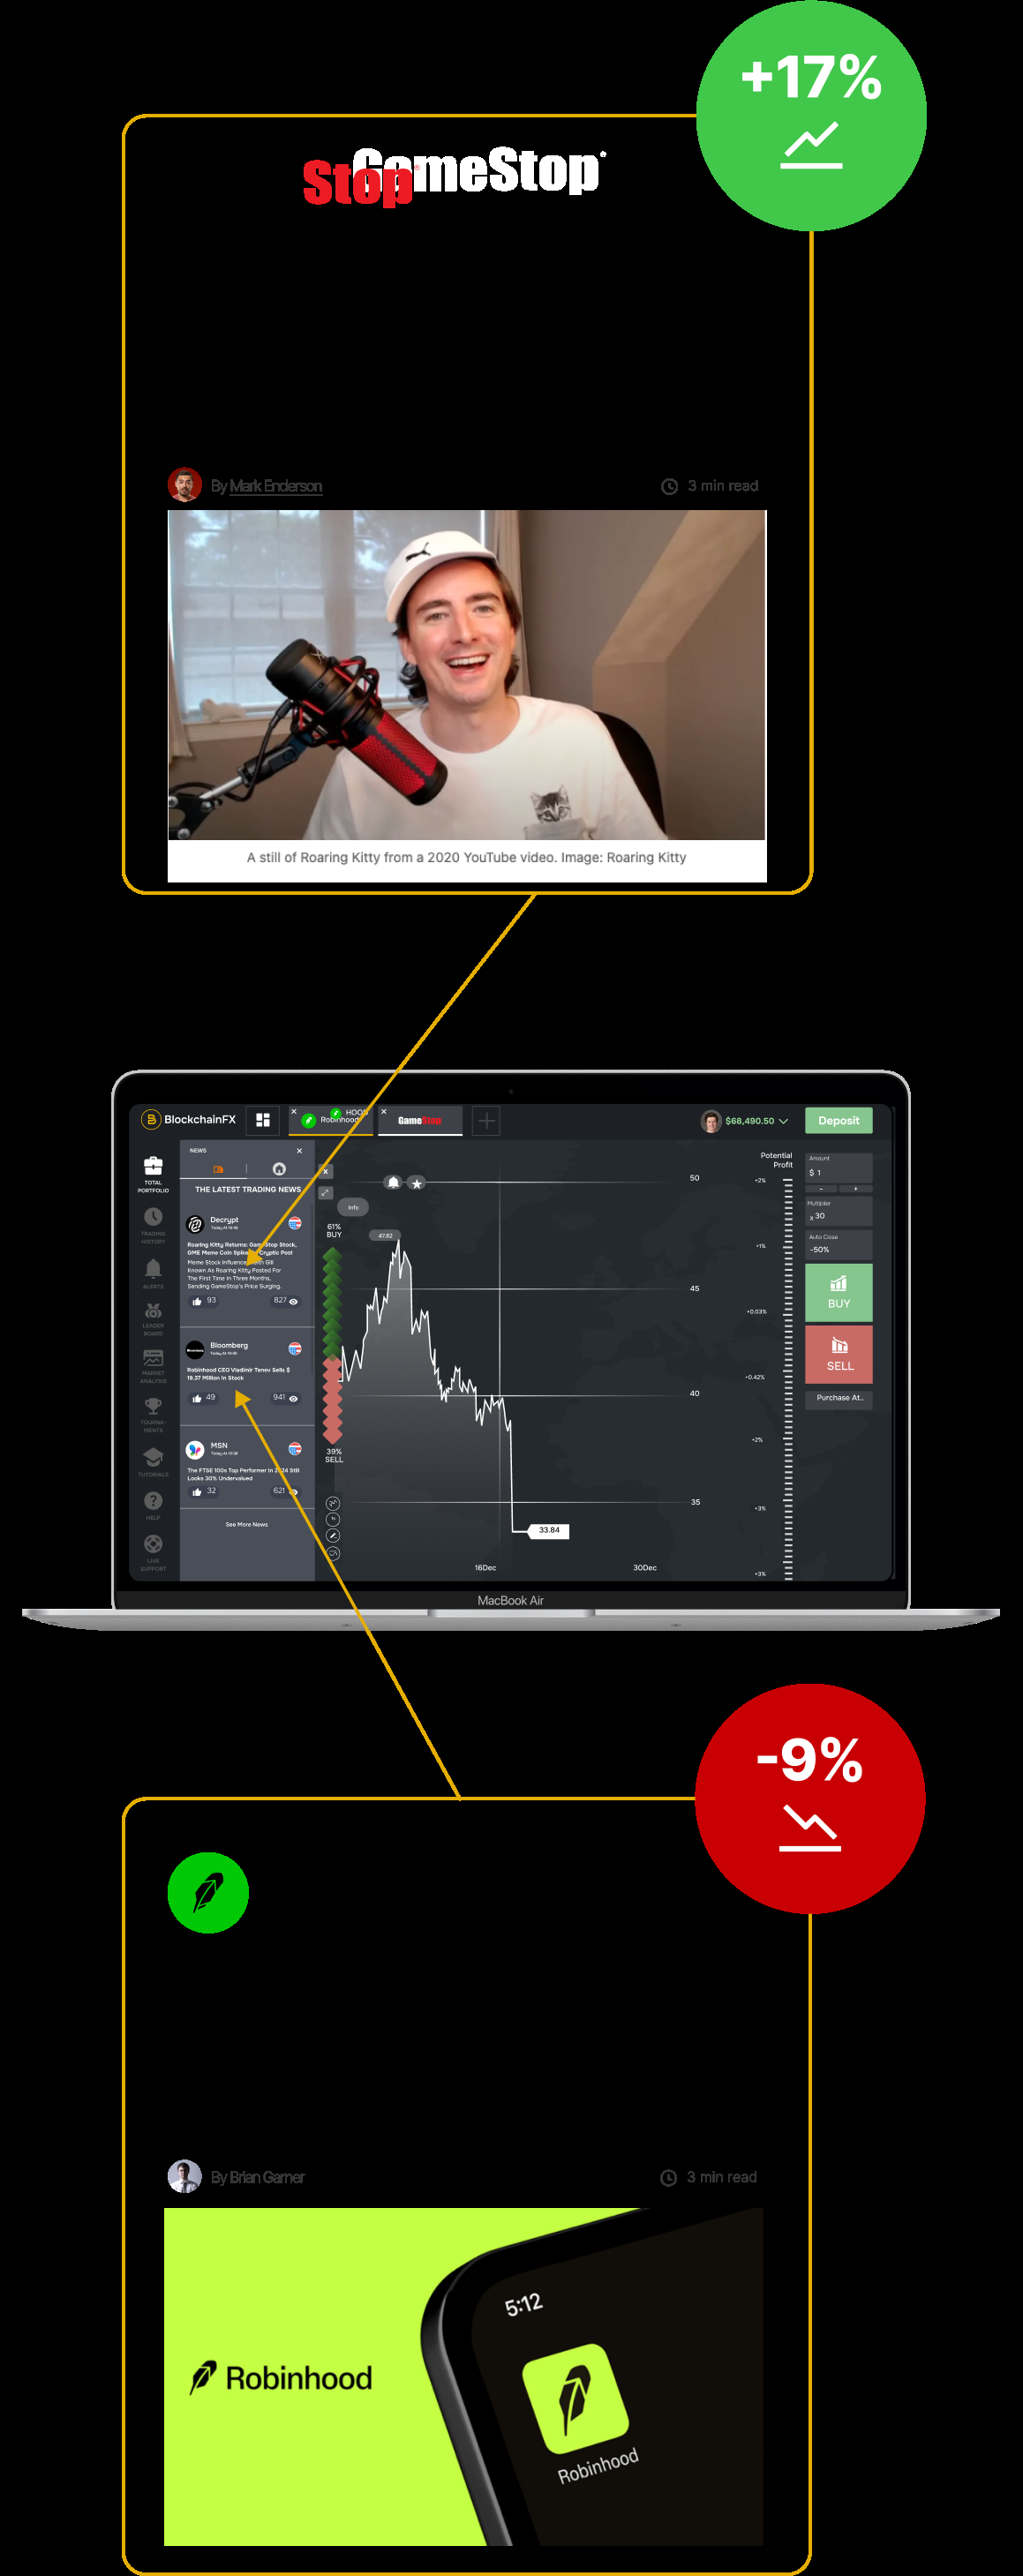 +17%
GameStop
Stop
By Mark Enderson
3 min read
A still of Roaring Kitty from a 2020 YouTube video. Image: Roaring Kitty
BlockchainFX
HOOD
Robinhood
GameStop
$68,490.50
Deposit
TOTAL
PORTFOLIO
TRADING
HISTORY
ALERTS
LEADER
BOARD
MARKET
ANALYSIS
TOURNA-
MENTS
TUTORIALS
HELP
LIVE
SUPPORT
NEWS
THE LATEST TRADING NEWS
Decrypt
Roaring Kitty Returns: GameStop Stock,
GME Meme Coin Cryptic Post
Meme Stock Influencer Gill
Known As Roaring Kitty Posted For
The First Time In Three Months,
Sending GameStop's Price Surging.
93
827
Bloomberg
Robinhood CEO Vladimir Tenev Sells $
19.37 Million In Stock
49
941
MSN
The FTSE 100s Top Performer In 2024 Still
Looks 30% Undervalued
32
621
See More News
Info
61%
BUY
39%
SELL
47.82
50
45
40
35
33.84
16Dec
30Dec
Potential
Profit
+2%
+1%
+0.03%
+0.42%
+2%
+3%
+3%
Amount
$ 1
-
+
Multiplier
x 30
Auto Close
-50%
BUY
SELL
Purchase At..
MacBook Air
-9%
By Brian Garner
3 min read
Robinhood
5:12
Robinhood